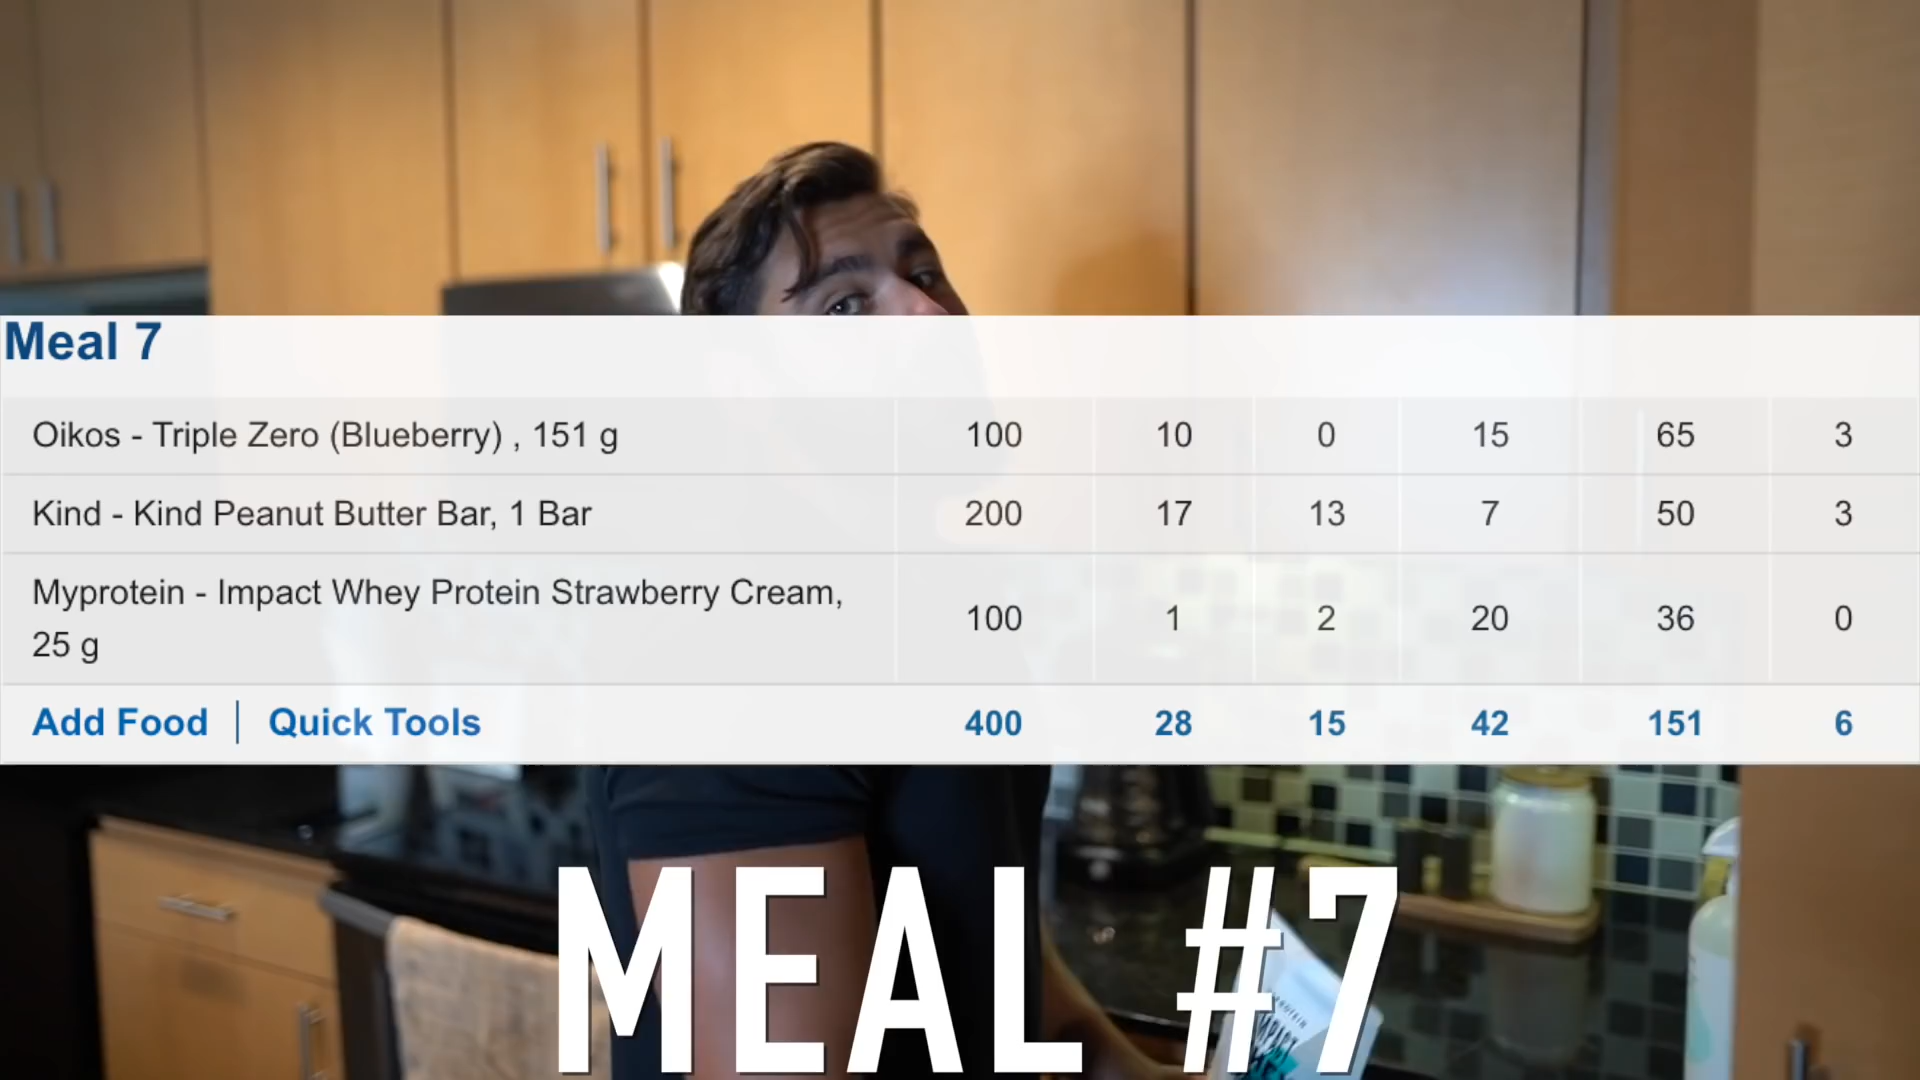 Meal 7
Oikos - Triple Zero (Blueberry) , 151 g 100 10 0 15 65 3
Kind - Kind Peanut Butter Bar, 1 Bar 200 17 13 7 50 3
Myprotein - Impact Whey Protein Strawberry Cream,
25 g 100 1 2 20 36 0
Add Food | Quick Tools 400 28 15 42 151 6
MEAL #7